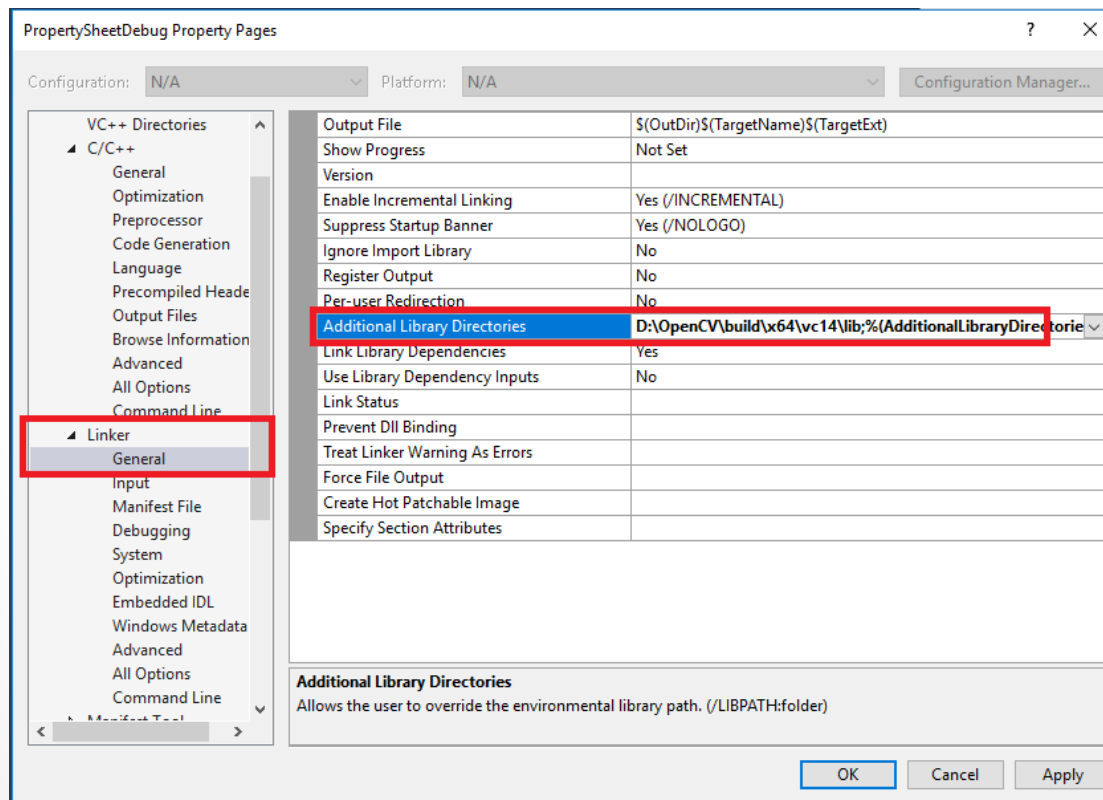 PropertySheetDebug Property Pages
?
Configuration: N/A Platform: N/A Configuration Manager...
VC++ Directories
C/C++
General
Optimization
Preprocessor
Code Generation
Language
Precompiled Heade
Output Files
Browse Information
Advanced
All Options
Command Line
Linker
General
Input
Manifest File
Debugging
System
Optimization
Embedded IDL
Windows Metadata
Advanced
All Options
Command Line
Manifest Tool
Output File $(OutDir)$(TargetName)$(TargetExt)
Show Progress Not Set
Version
Enable Incremental Linking Yes (/INCREMENTAL)
Suppress Startup Banner Yes (/NOLOGO)
Ignore Import Library No
Register Output No
Per-user Redirection No
Additional Library Directories D:\OpenCV\build\x64\vc14\lib;%(AdditionalLibraryDirectorie
Link Library Dependencies Yes
Use Library Dependency Inputs No
Link Status
Prevent Dll Binding
Treat Linker Warning As Errors
Force File Output
Create Hot Patchable Image
Specify Section Attributes
Additional Library Directories
Allows the user to override the environmental library path. (/LIBPATH:folder)
OK Cancel Apply